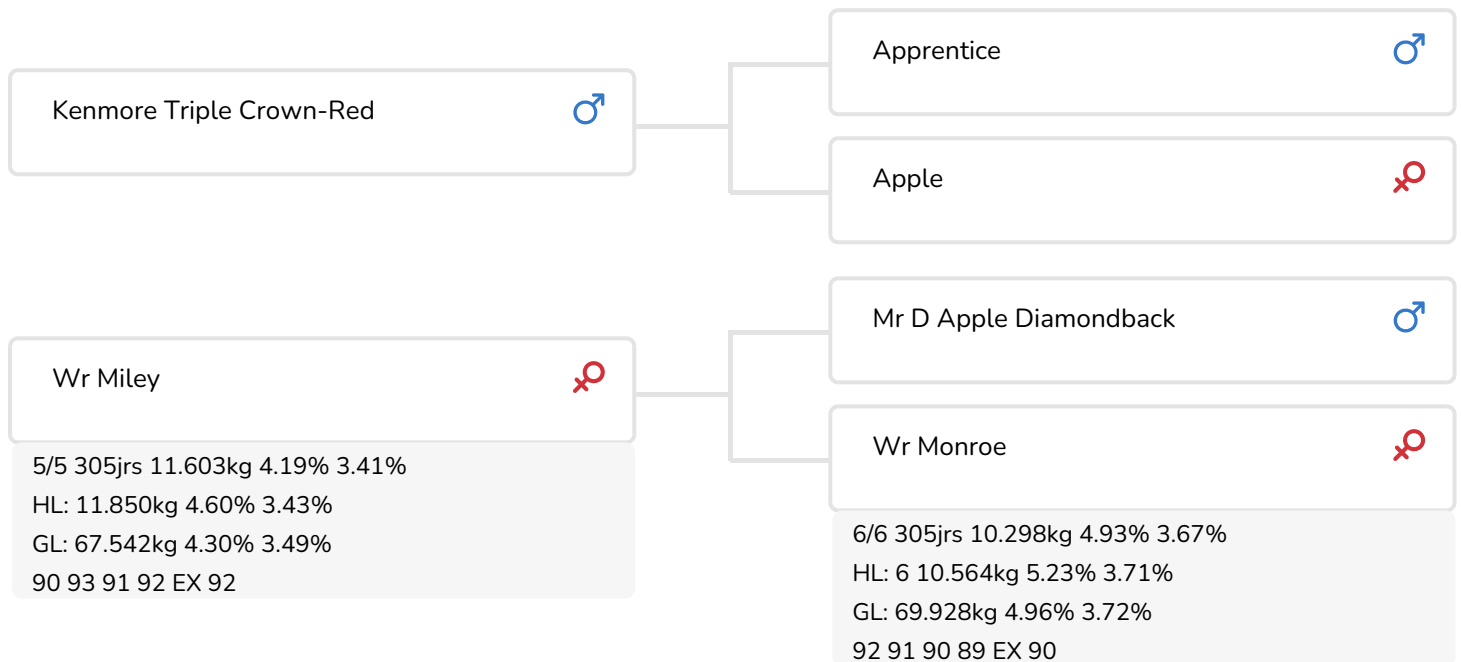 Kenmore Triple Crown-Red
Apprentice
Apple
Wr Miley
5/5 305jrs 11.603kg 4.19% 3.41%
HL: 11.850kg 4.60% 3.43%
GL: 67.542kg 4.30% 3.49%
90 93 91 92 EX 92
Mr D Apple Diamondback
Wr Monroe
6/6 305jrs 10.298kg 4.93% 3.67%
HL: 6 10.564kg 5.23% 3.71%
GL: 69.928kg 4.96% 3.72%
92 91 90 89 EX 90